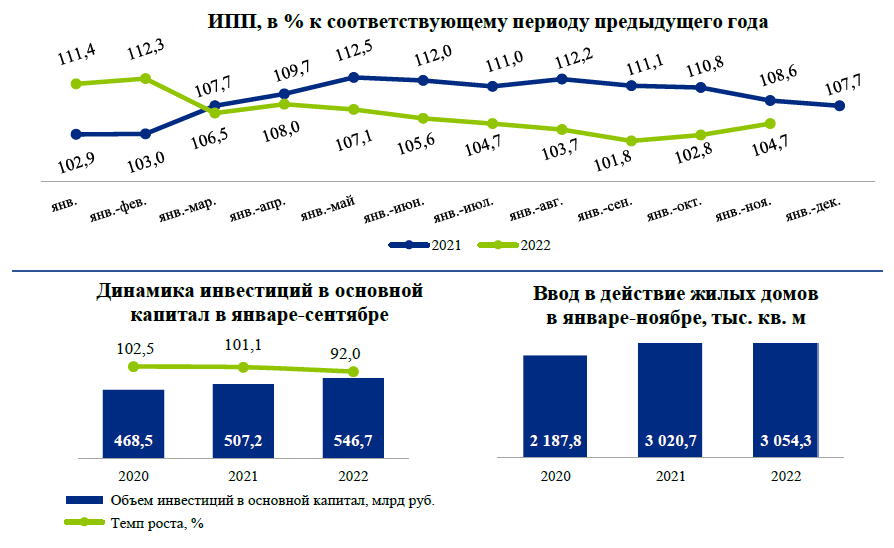 ИПП, в % к соответствующему периоду предыдущего года
111,4 112,3 107,7 109,7 112,5 112,0 111,0 112,2 111,1 110,8 108,6 107,7
102,9 103,0 106,5 108,0 107,1 105,6 104,7 103,7 101,8 102,8 104,7
янв. янв.-фев. янв.-мар. янв.-апр. янв.-май янв.-июн. янв.-июл. янв.-авг. янв.-сен. янв.-окт. янв.-ноя. янв.-дек.
2021 2022
Динамика инвестиций в основной
капитал в январе-сентябре
102,5 101,1 92,0
468,5 507,2 546,7
2020 2021 2022
Объем инвестиций в основной капитал, млрд руб.
Темп роста, %
Ввод в действие жилых домов
в январе-ноябре, тыс. кв. м
2 187,8 3 020,7 3 054,3
2020 2021 2022